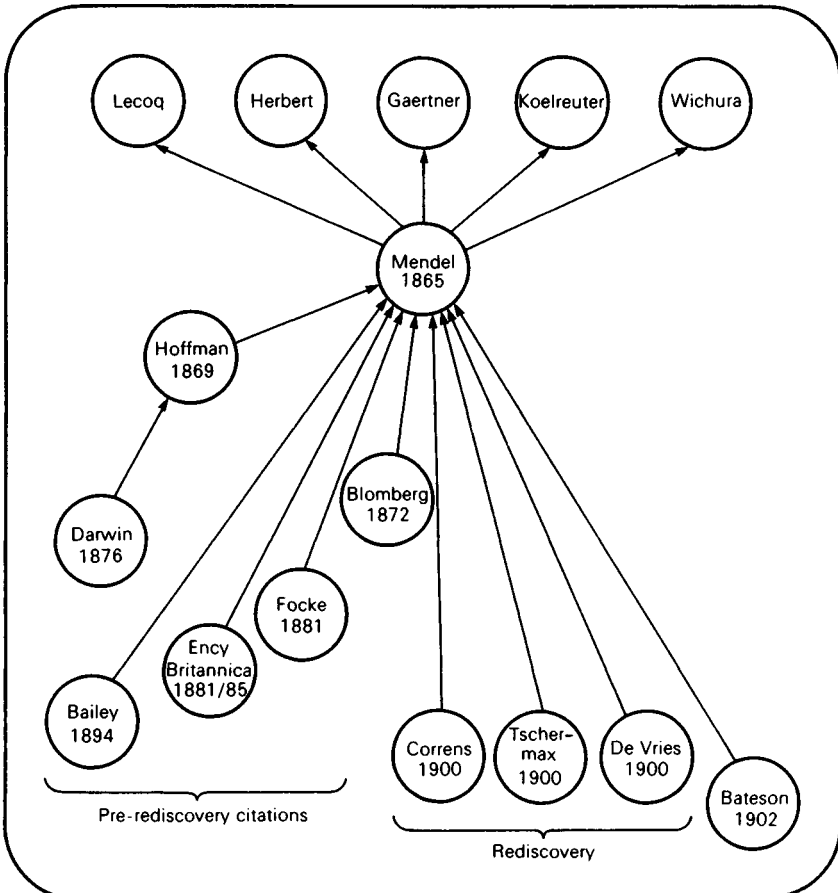 Lecoq
Herbert
Gaertner
Koelreuter
Wichura
Mendel
1865
Hoffman
1869
Blomberg
1872
Darwin
1876
Focke
1881
Ency
Britannica
1881/85
Bailey
1894
Correns
1900
Tscher-
max
1900
De Vries
1900
Bateson
1902
Pre-rediscovery citations
Rediscovery